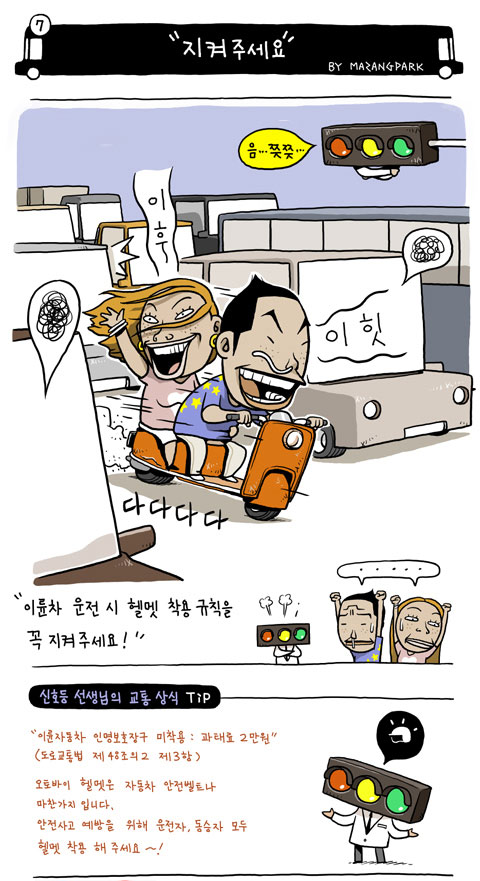 7
"지켜주세요"
BY MAZANGPARK
음...쯧쯧...
이후
이힛
다다다다
"이륜차 운전 시 헬멧 착용 규칙을
꼭 지켜주세요!"
......
신호등 선생님의 교통 상식 TiP
"이륜자동차 인명보호장구 미착용 : 과태료 2만원"
(도로교통법 제48조의2 제3항)
오토바이 헬멧은 자동차 안전벨트나
마찬가지 입니다.
안전사고 예방을 위해 운전자, 동승자 모두
헬멧 착용 해 주세요~!